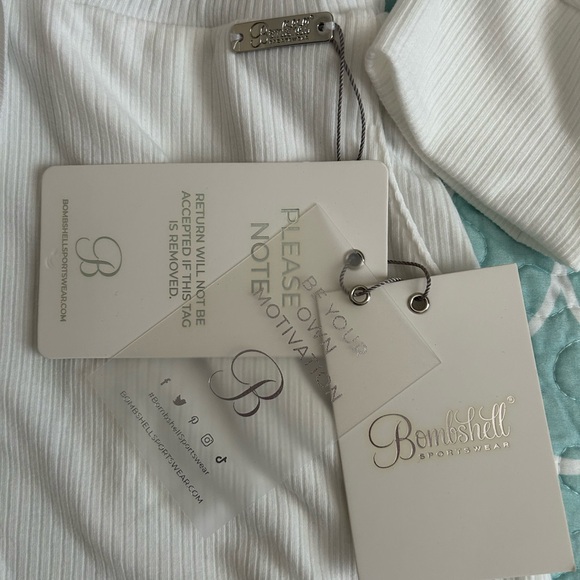 Bombshell
PLEASE
NOTE
RETURN WILL NOT BE
ACCEPTED IF THIS TAG
IS REMOVED.
B
BOMBSHELLSPORTSWEAR.COM
BE YOUR
OWN
MOTIVATION
B
#BombshellSportswear
BOMBSHELLSPORTSWEAR.COM
Bombshell®
SPORTSWEAR